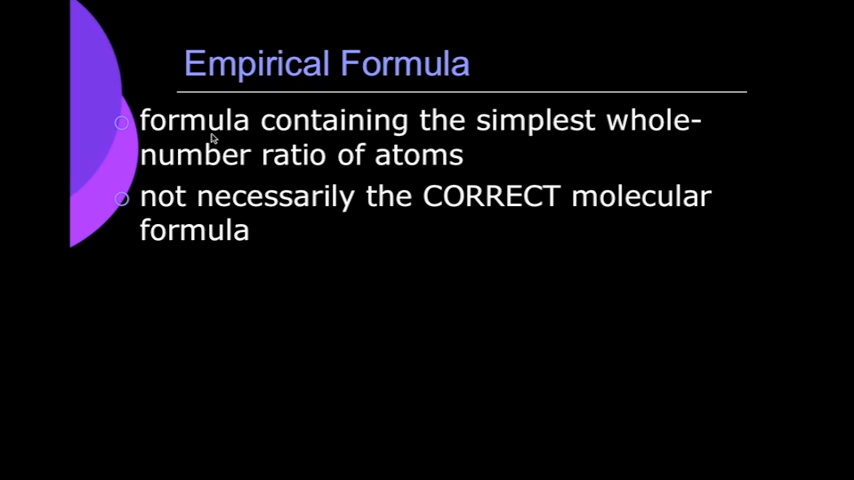 Empirical Formula
formula containing the simplest whole-
number ratio of atoms
not necessarily the CORRECT molecular
formula